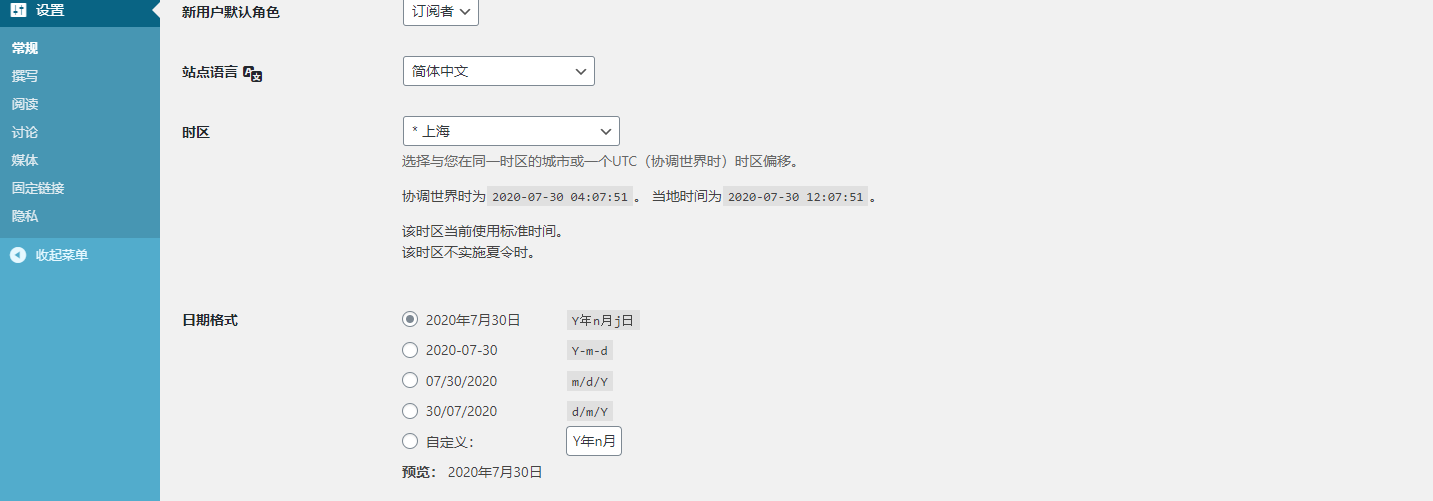 设置
常规
撰写
阅读
讨论
媒体
固定链接
隐私
收起菜单
新用户默认角色 订阅者
站点语言 简体中文
时区 * 上海
选择与您在同一时区的城市或一个UTC（协调世界时）时区偏移。
协调世界时为 2020-07-30 04:07:51 。 当地时间为 2020-07-30 12:07:51 。
该时区当前使用标准时间。
该时区不实施夏令时。
日期格式 2020年7月30日 Y年n月j日
2020-07-30 Y-m-d
07/30/2020 m/d/Y
30/07/2020 d/m/Y
自定义： Y年n月
预览： 2020年7月30日